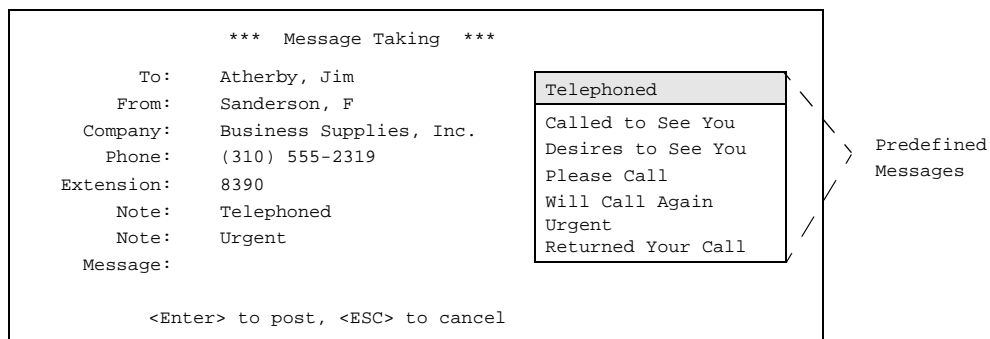 *** Message Taking ***
To: Atherby, Jim
From: Sanderson, F
Company: Business Supplies, Inc.
Phone: (310) 555-2319
Extension: 8390
Note: Telephoned
Note: Urgent
Message:
<Enter> to post, <ESC> to cancel
Telephoned
Called to See You
Desires to See You
Please Call
Will Call Again
Urgent
Returned Your Call
Predefined
Messages